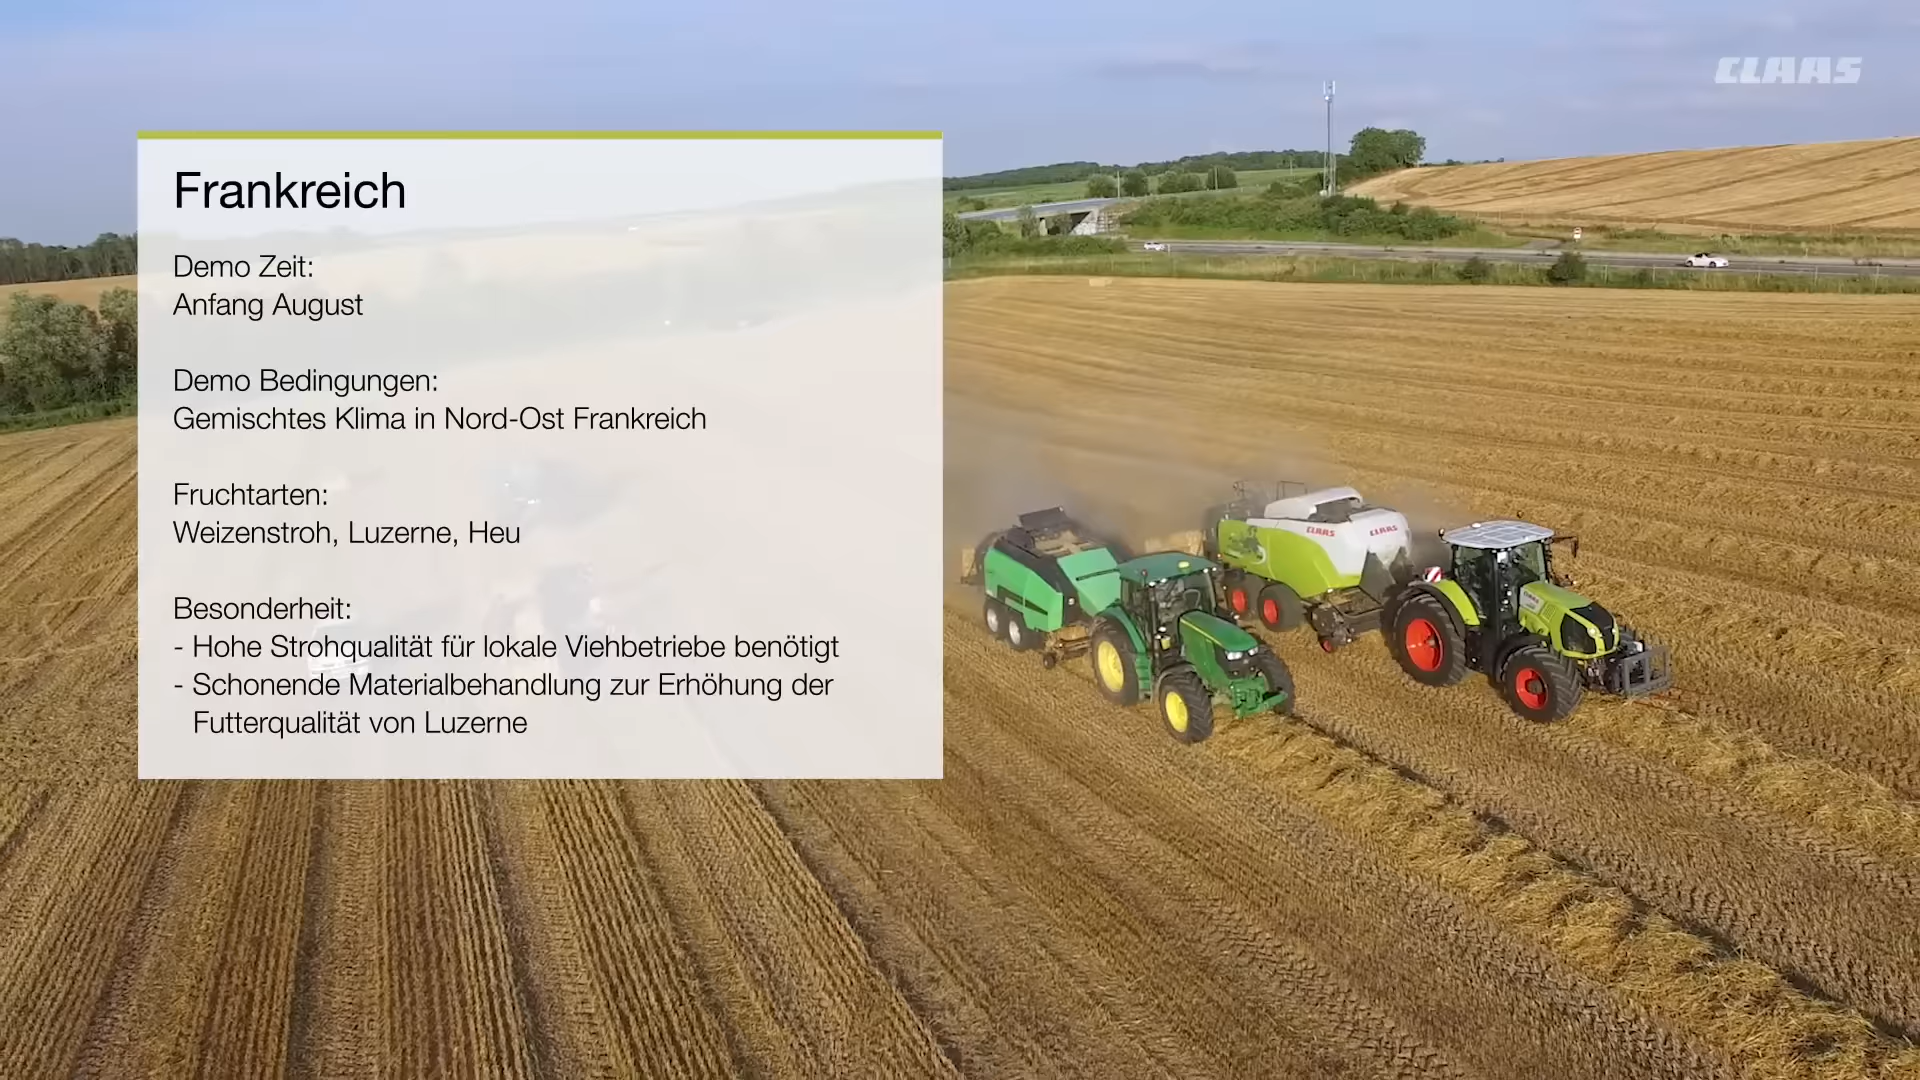 CLAAS
Frankreich
Demo Zeit:
Anfang August
Demo Bedingungen:
Gemischtes Klima in Nord-Ost Frankreich
Fruchtarten:
Weizenstroh, Luzerne, Heu
Besonderheit:
- Hohe Strohqualität für lokale Viehbetriebe benötigt
- Schonende Materialbehandlung zur Erhöhung der
Futterqualität von Luzerne
CLAAS
CLAAS